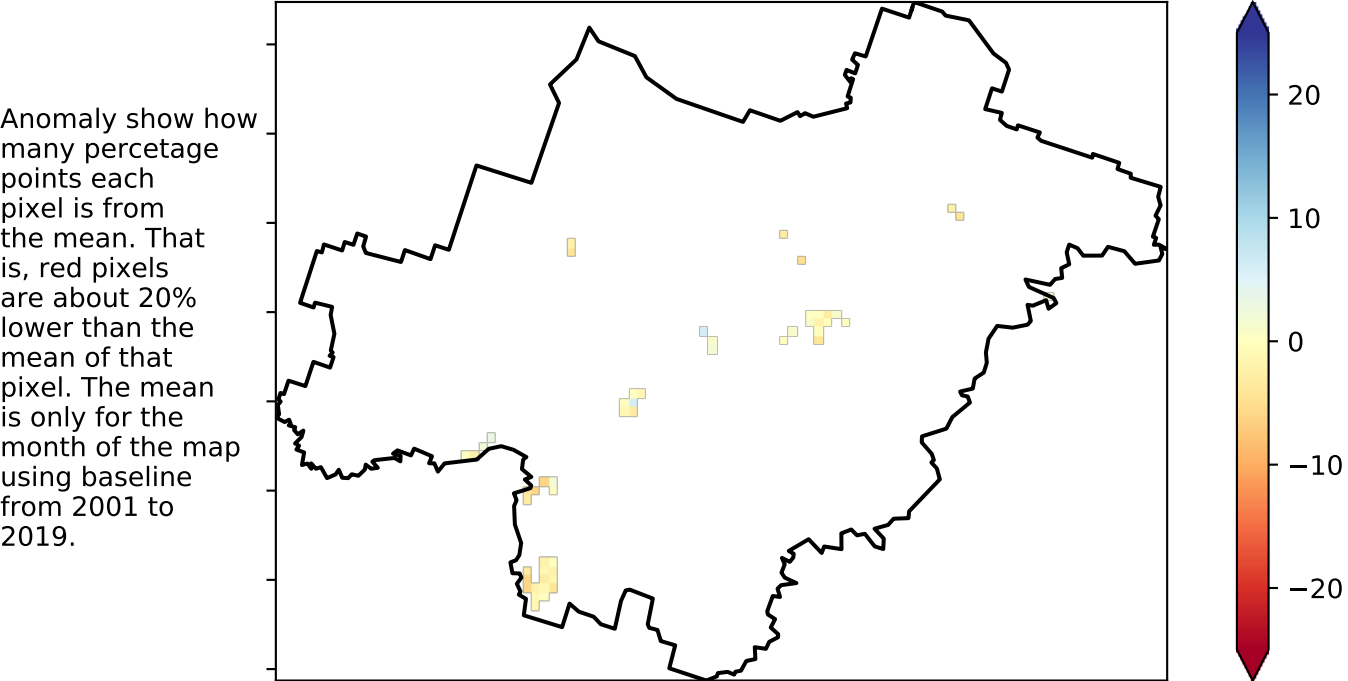 Anomaly show how
many percetage
points each
pixel is from
the mean. That
is, red pixels
are about 20%
lower than the
mean of that
pixel. The mean
is only for the
month of the map
using baseline
from 2001 to
2019.
20
10
0
−10
−20